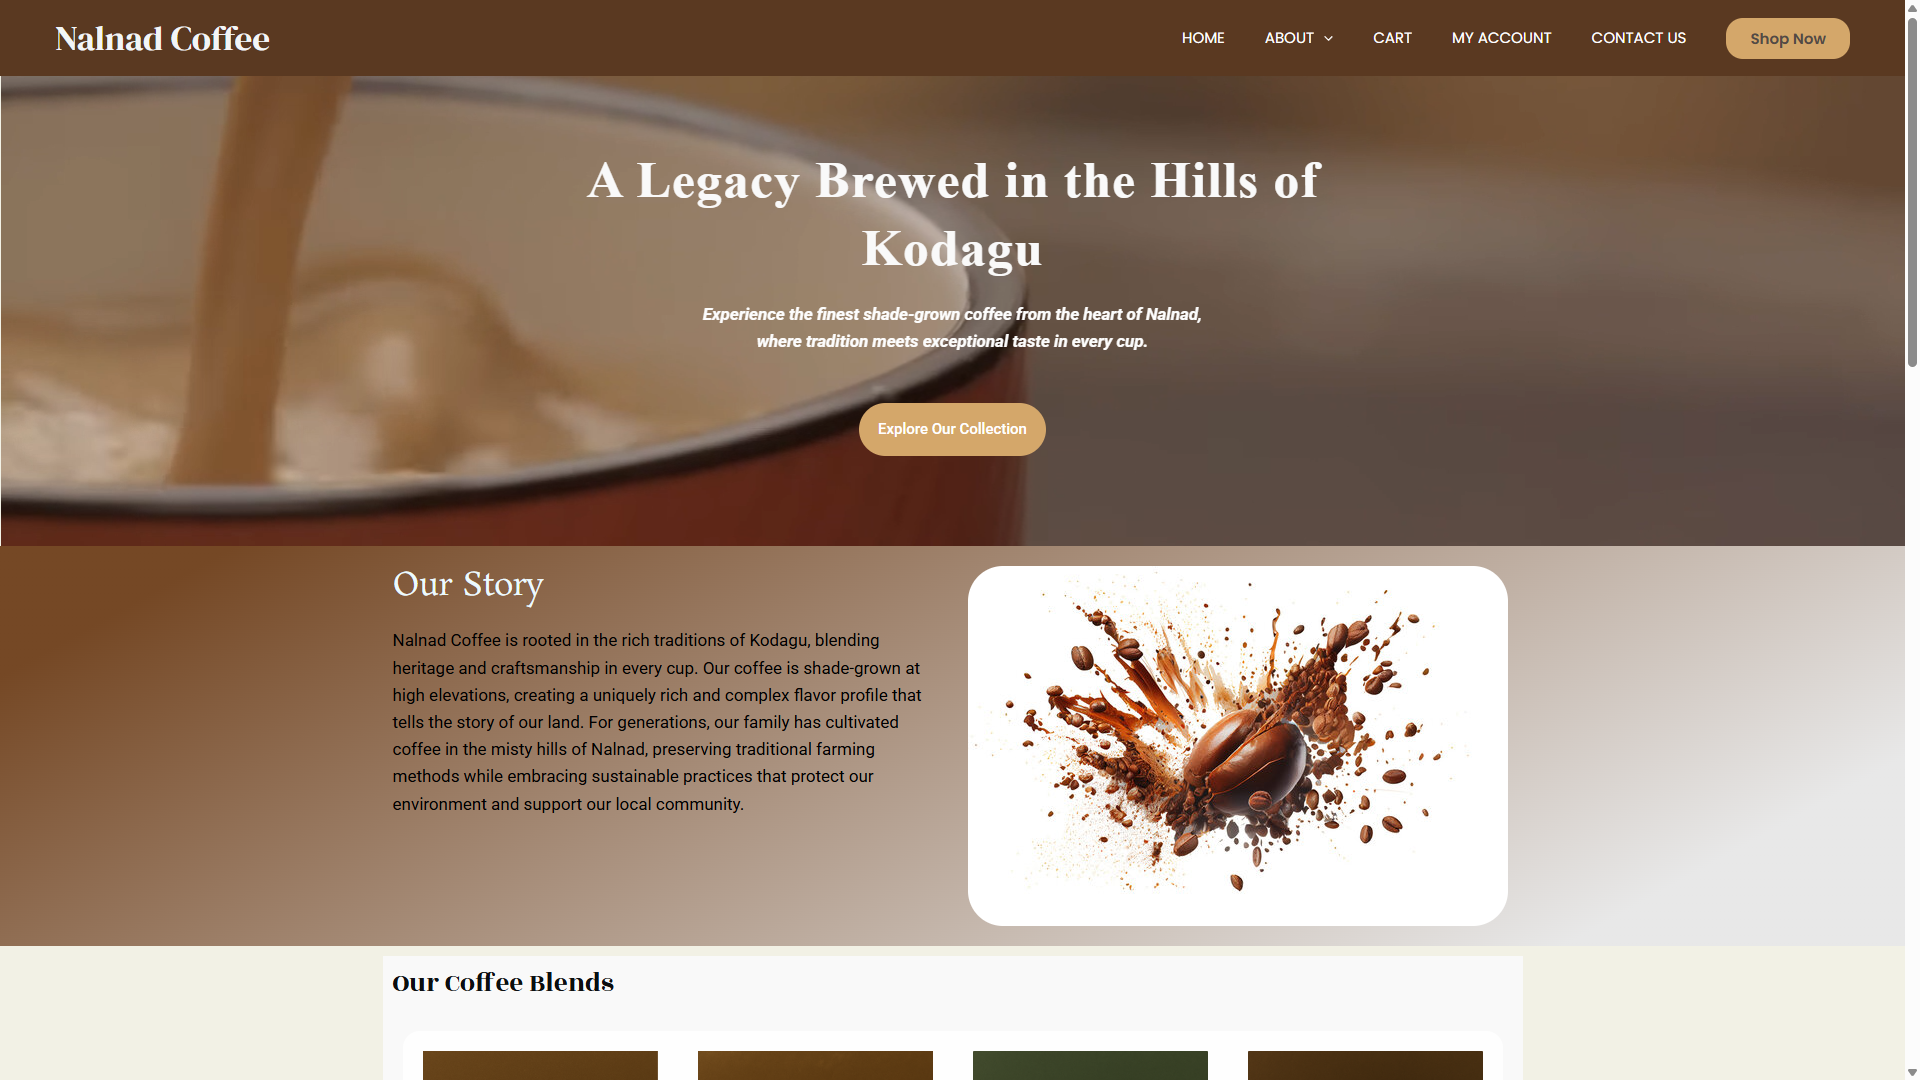 Nalnad Coffee
HOME
ABOUT
CART
MY ACCOUNT
CONTACT US
Shop Now
A Legacy Brewed in the Hills of
Kodagu
Experience the finest shade-grown coffee from the heart of Nalnad,
where tradition meets exceptional taste in every cup.
Explore Our Collection
Our Story
Nalnad Coffee is rooted in the rich traditions of Kodagu, blending
heritage and craftsmanship in every cup. Our coffee is shade-grown at
high elevations, creating a uniquely rich and complex flavor profile that
tells the story of our land. For generations, our family has cultivated
coffee in the misty hills of Nalnad, preserving traditional farming
methods while embracing sustainable practices that protect our
environment and support our local community.
Our Coffee Blends